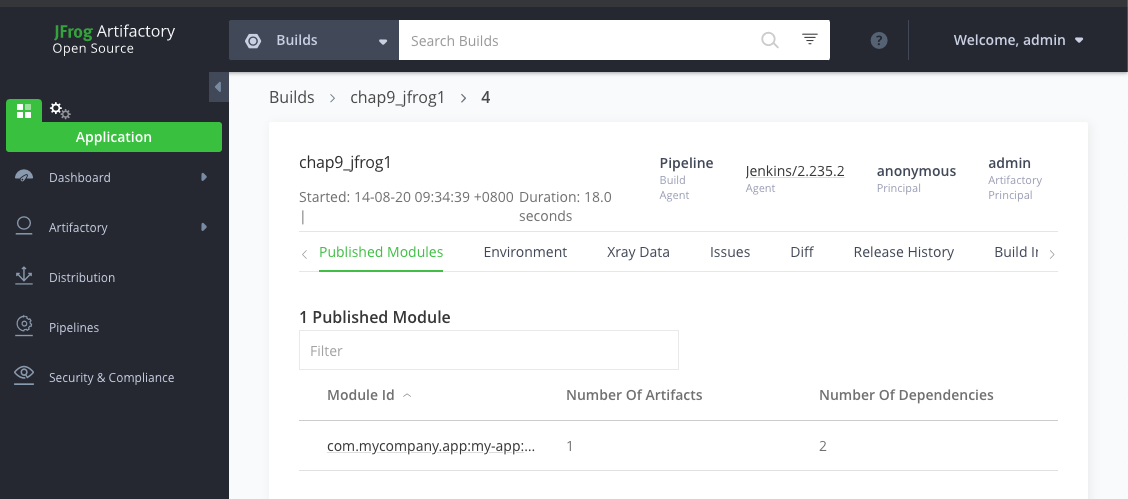 JFrog Artifactory
Open Source
Builds
Search Builds
?
Welcome, admin
Application
Dashboard
Artifactory
Distribution
Pipelines
Security & Compliance
Builds > chap9_jfrog1 > 4
chap9_jfrog1
Started: 14-08-20 09:34:39 +0800 |
Duration: 18.0 seconds
Pipeline
Build
Agent
Jenkins/2.235.2
Agent
anonymous
Principal
admin
Artifactory
Principal
Published Modules Environment Xray Data Issues Diff Release History Build I
1 Published Module
Filter
Module Id Number Of Artifacts Number Of Dependencies
com.mycompany.app:my-app:... 1 2